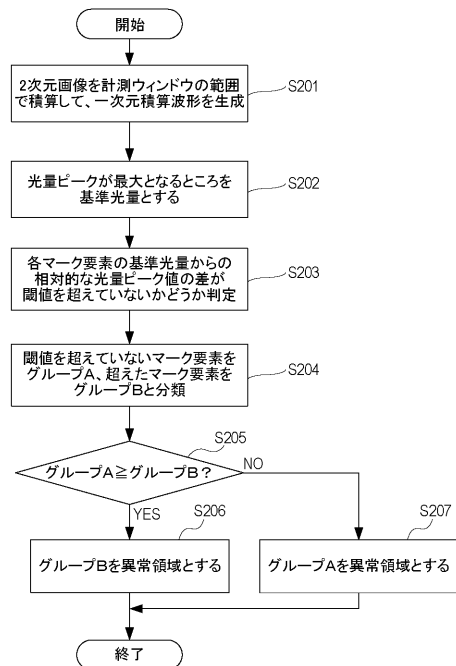 開始
2次元画像を計測ウィンドウの範囲
で積算して、一次元積算波形を生成
S201
光量ピークが最大となるところを
基準光量とする
S202
各マーク要素の基準光量からの
相対的な光量ピーク値の差が
閾値を超えていないかどうか判定
S203
閾値を超えていないマーク要素を
グループA、超えたマーク要素を
グループBと分類
S204
S205
グループA≧グループB?
NO
YES
S206
グループBを異常領域とする
S207
グループAを異常領域とする
終了